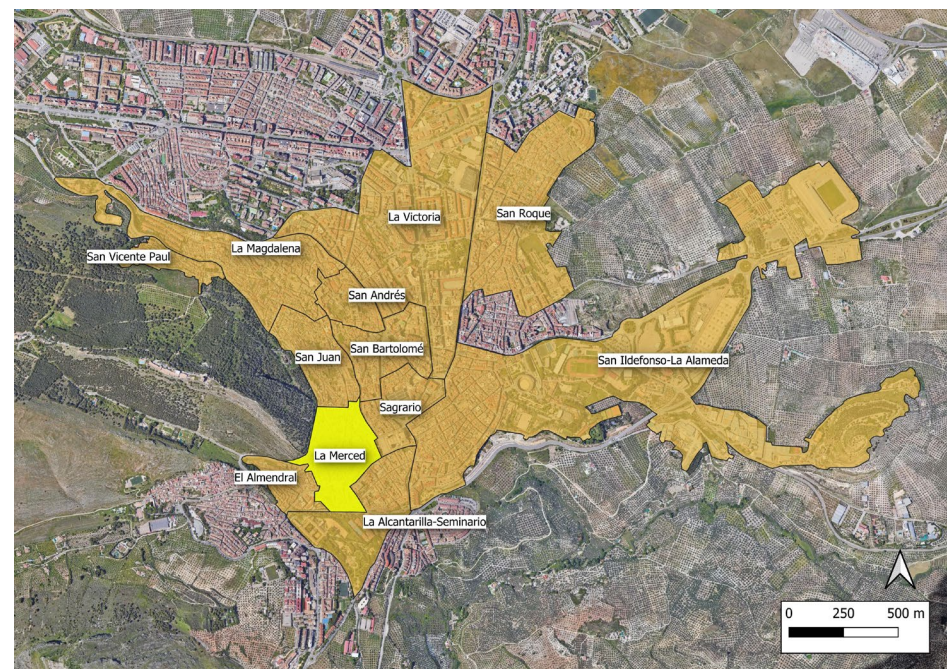 La Victoria
San Roque
La Magdalena
San Vicente Paul
San Andrés
San Bartolomé
San Juan
San Ildefonso-La Alameda
Sagrario
La Merced
El Almendral
La Alcantarilla-Seminario
0 250 500 m